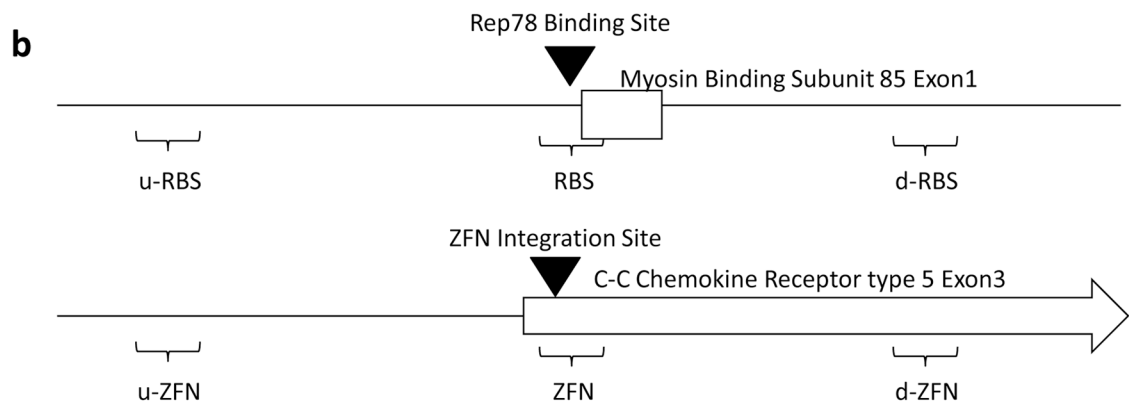 b
Rep78 Binding Site
Myosin Binding Subunit 85 Exon1
u-RBS
RBS
d-RBS
ZFN Integration Site
C-C Chemokine Receptor type 5 Exon3
u-ZFN
ZFN
d-ZFN